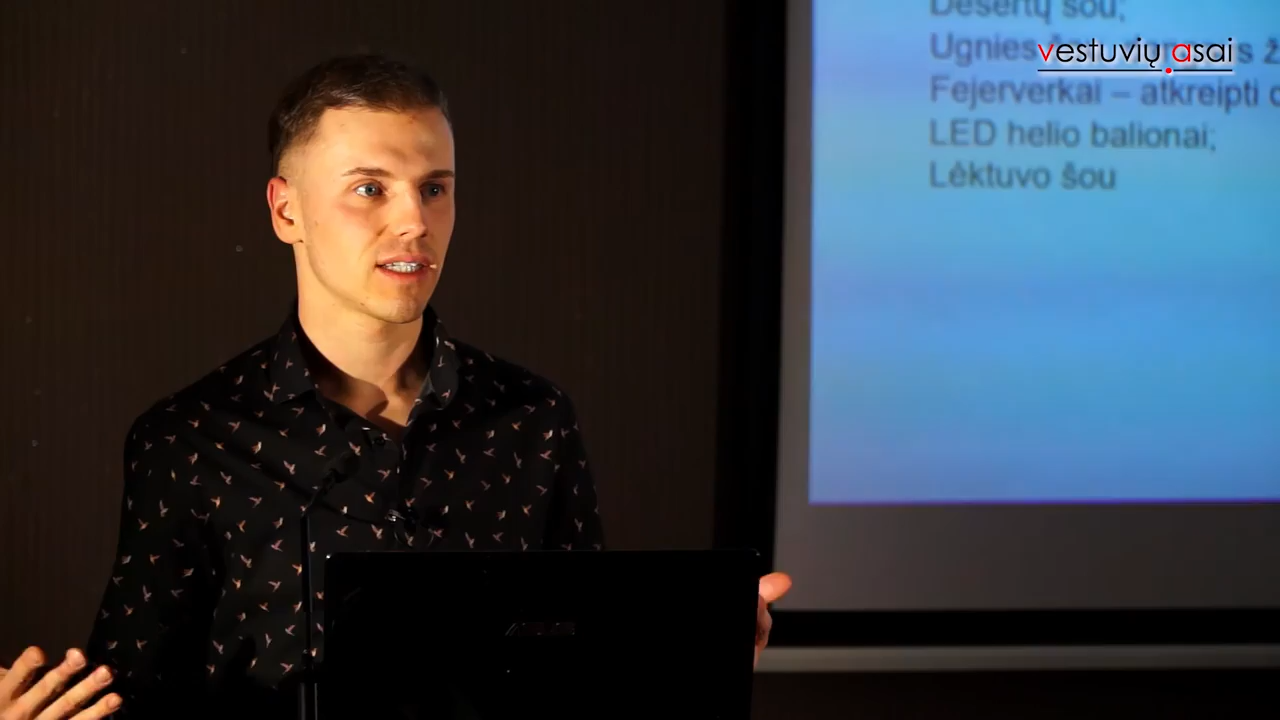 Desertų šou;
Ugnies
vestuvių asai
Fejerverkai – atkreipti
LED helio balionai;
Lėktuvo šou